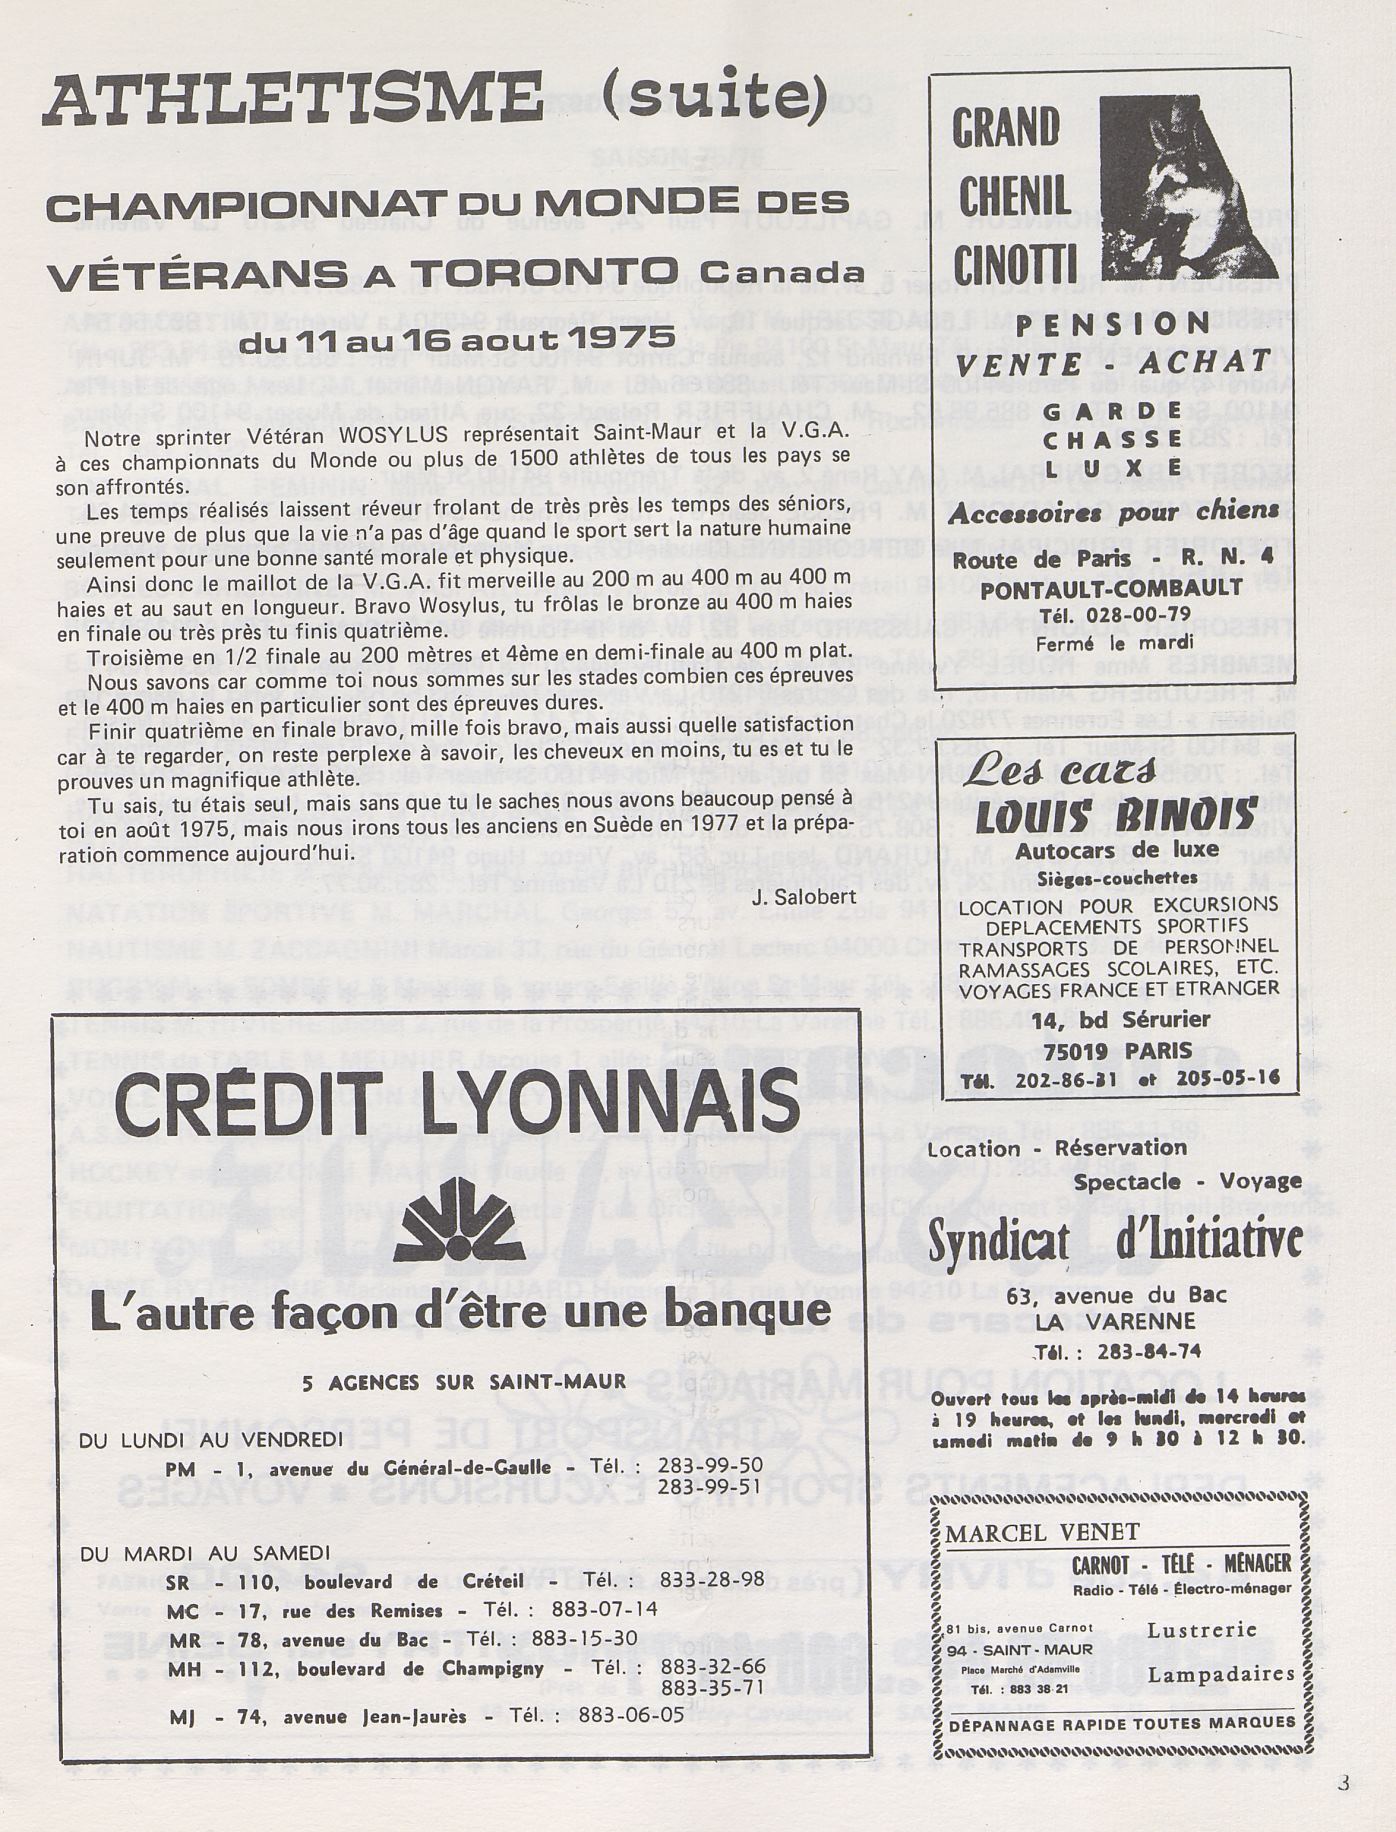 ATHLETISME (suite)
CHAMPIONNAT DU MONDE DES
VÉTÉRANS A TORONTO Canada
du 11 au 16 aout 1975
Notre sprinter Vétéran WOSYLUS représentait Saint-Maur et la V.G.A.
à ces championnats du Monde ou plus de 1500 athlètes de tous les pays se
son affrontés.
Les temps réalisés laissent réveur frolant de très près les temps des séniors,
une preuve de plus que la vie n'a pas d'âge quand le sport sert la nature humaine
seulement pour une bonne santé morale et physique.
Ainsi donc le maillot de la V.G.A. fit merveille au 200 m au 400 m au 400 m
haies et au saut en longueur. Bravo Wosylus, tu frôlas le bronze au 400 m haies
en finale ou très près tu finis quatrième.
Troisième en 1/2 finale au 200 mètres et 4ème en demi-finale au 400 m plat.
Nous savons car comme toi nous sommes sur les stades combien ces épreuves
et le 400 m haies en particulier sont des épreuves dures.
Finir quatrième en finale bravo, mille fois bravo, mais aussi quelle satisfaction
car à te regarder, on reste perplexe à savoir, les cheveux en moins, tu es et tu le
prouves un magnifique athlète.
Tu sais, tu étais seul, mais sans que tu le saches nous avons beaucoup pensé à
toi en août 1975, mais nous irons tous les anciens en Suède en 1977 et la prépa-
ration commence aujourd'hui.
J. Salobert
CRÉDIT LYONNAIS
L'autre façon d'être une banque
5 AGENCES SUR SAINT-MAUR
DU LUNDI AU VENDREDI
PM - 1, avenue du Général-de-Gaulle - Tél. : 283-99-50
283-99-51
DU MARDI AU SAMEDI
SR - 110, boulevard de Créteil - Tél. : 833-28-98
MC - 17, rue des Remises - Tél. : 883-07-14
MR - 78, avenue du Bac - Tél. : 883-15-30
MH - 112, boulevard de Champigny - Tél. : 883-32-66
883-35-71
MJ - 74, avenue Jean-Jaurès - Tél. : 883-06-05
GRAND
CHENIL
CINOTTI
PENSION
VENTE - ACHAT
GARDE
CHASSE
LUXE
Accessoires pour chiens
Route de Paris - R. N. 4
PONTAULT-COMBAULT
Tél. 028-00-79
Fermé le mardi
Les cars
LOUIS BINOIS
Autocars de luxe
Sièges-couchettes
LOCATION POUR EXCURSIONS
DEPLACEMENTS SPORTIFS
TRANSPORTS DE PERSONNEL
RAMASSAGES SCOLAIRES, ETC.
VOYAGES FRANCE ET ETRANGER
14, bd Sérurier
75019 PARIS
Tél. 202-86-31 et 205-05-16
Location - Réservation
Spectacle - Voyage
Syndicat d'Initiative
63, avenue du Bac
LA VARENNE
Tél. : 283-84-74
Ouvert tous les après-midi de 14 heures
à 19 heures, et les lundi, mercredi et
samedi matin de 9 h 30 à 12 h 30.
MARCEL VENET
CARNOT - TÉLÉ - MÉNAGER
Radio - Télé - Électro-ménager
81 bis, avenue Carnot
94 - SAINT - MAUR
Place Marché d'Adamville
Tél. : 883 38 21
Lustrerie
Lampadaires
DÉPANNAGE RAPIDE TOUTES MARQUES
3